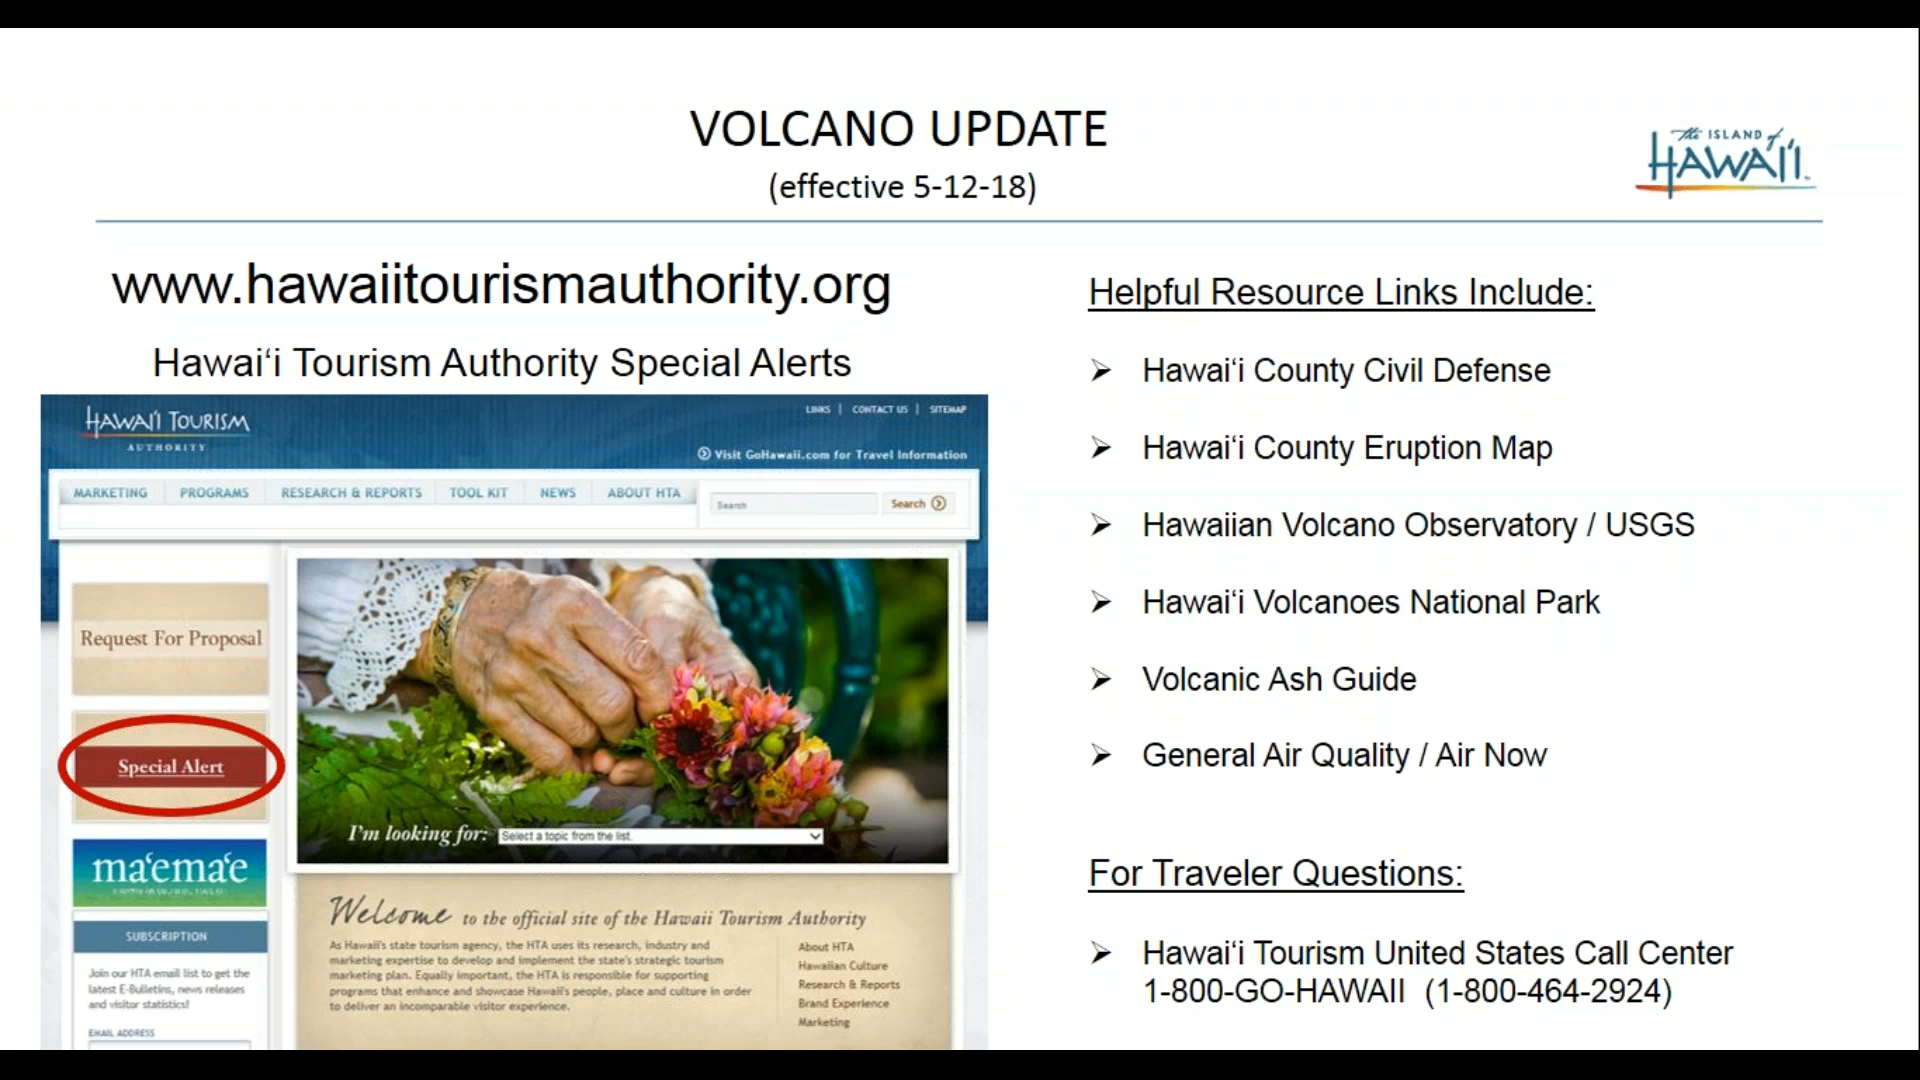 VOLCANO UPDATE
(effective 5-12-18)
The ISLAND of
HAWAI'I
www.hawaiitourismauthority.org
Hawaiʻi Tourism Authority Special Alerts
HAWAI'I TOURISM
AUTHORITY
LINKS | CONTACT US | SITEMAP
Visit GoHawaii.com for Travel Information
MARKETING PROGRAMS RESEARCH & REPORTS TOOL KIT NEWS ABOUT HTA
Search Search
Request For Proposal
Special Alert
ma'ema'e
SUBSCRIPTION
Join our HTA email list to get the
latest E-Bulletins, news releases
and visitor statistics!
EMAIL ADDRESS
I'm looking for: Select a topic from the list.
Welcome to the official site of the Hawaii Tourism Authority
As Hawaii's state tourism agency, the HTA uses its research, industry and
marketing expertise to develop and implement the state's strategic tourism
marketing plan. Equally important, the HTA is responsible for supporting
programs that enhance and showcase Hawaii's people, place and culture in order
to deliver an incomparable visitor experience.
About HTA
Hawaiian Culture
Research & Reports
Brand Experience
Marketing
Helpful Resource Links Include:
Hawaiʻi County Civil Defense
Hawaiʻi County Eruption Map
Hawaiian Volcano Observatory / USGS
Hawaiʻi Volcanoes National Park
Volcanic Ash Guide
General Air Quality / Air Now
For Traveler Questions:
Hawaiʻi Tourism United States Call Center
1-800-GO-HAWAII (1-800-464-2924)